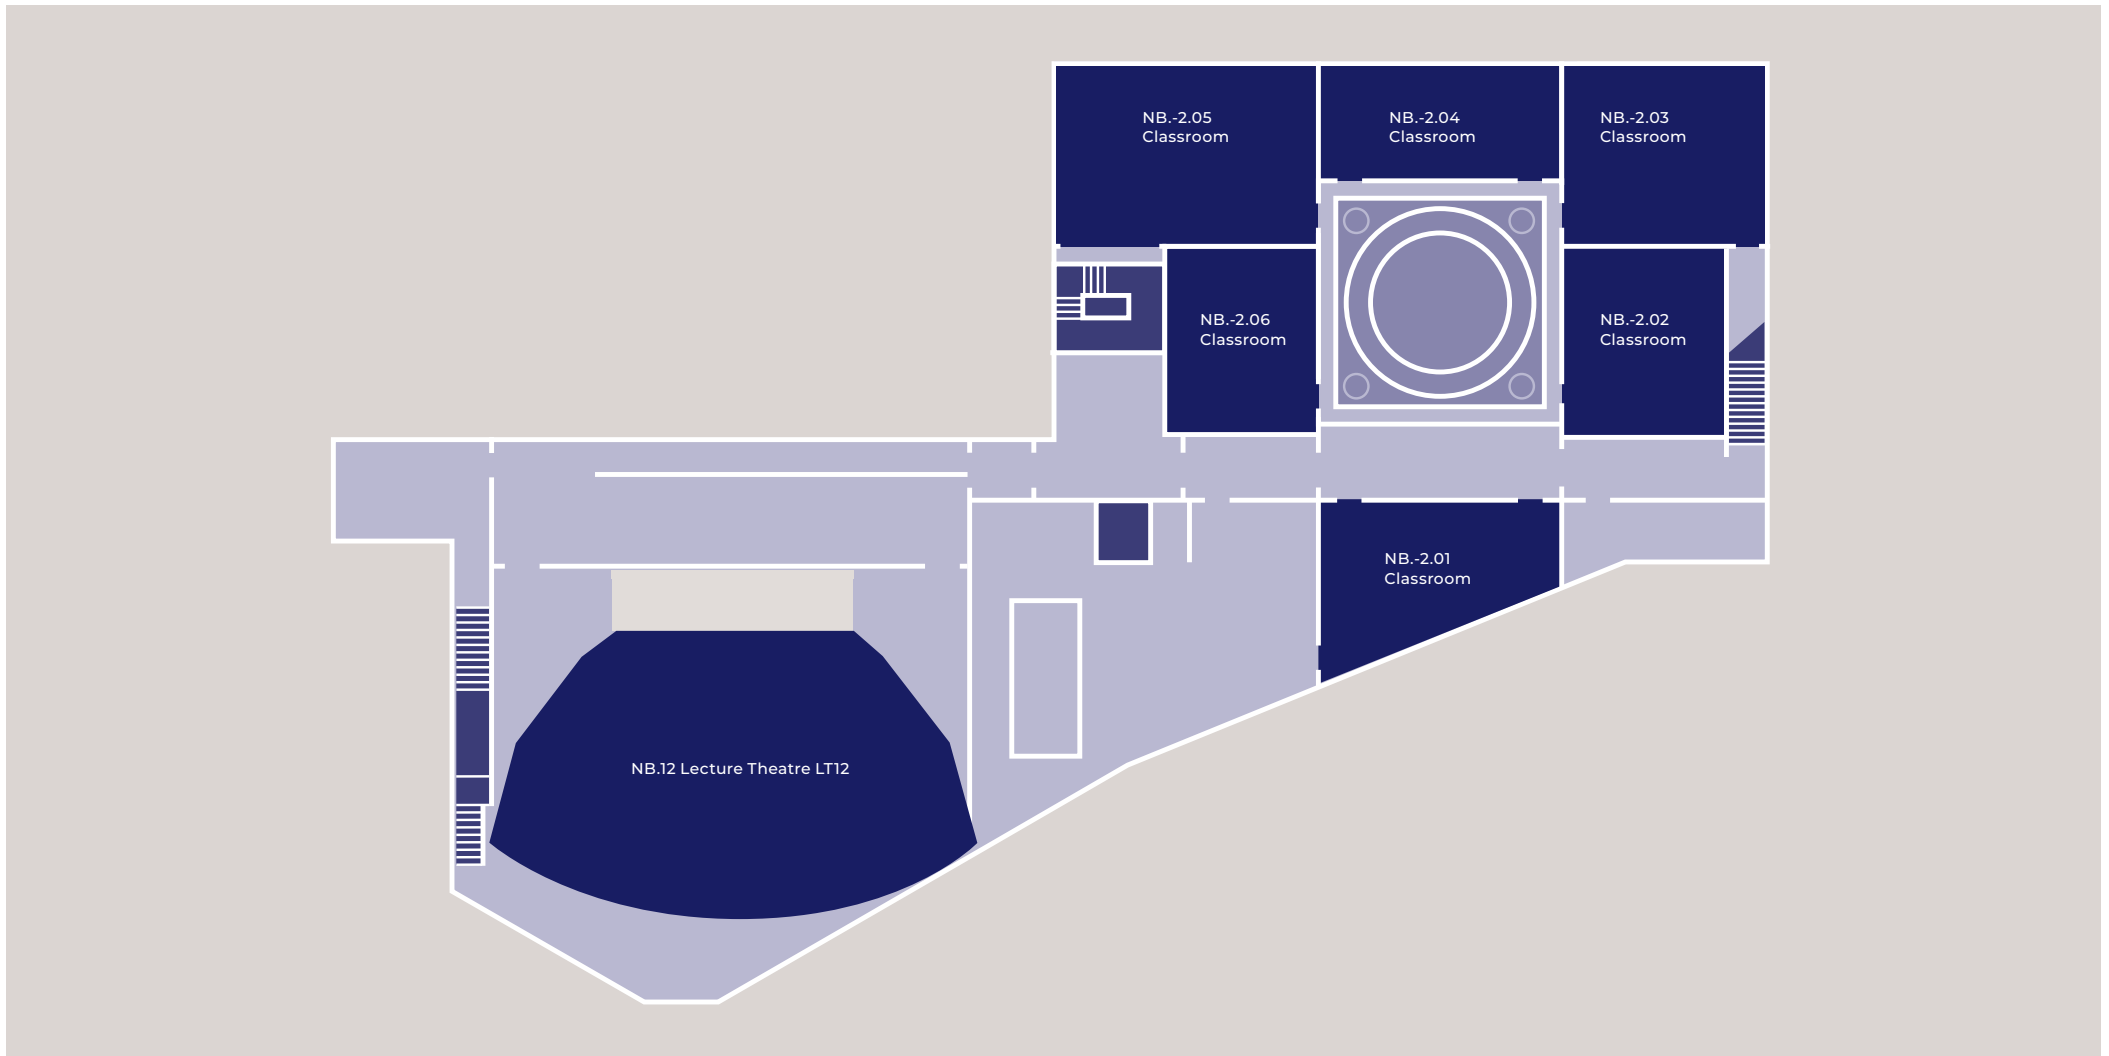 NB.-2.05
Classroom
NB.-2.04
Classroom
NB.-2.03
Classroom
NB.-2.06
Classroom
NB.-2.02
Classroom
NB.-2.01
Classroom
NB.12 Lecture Theatre LT12